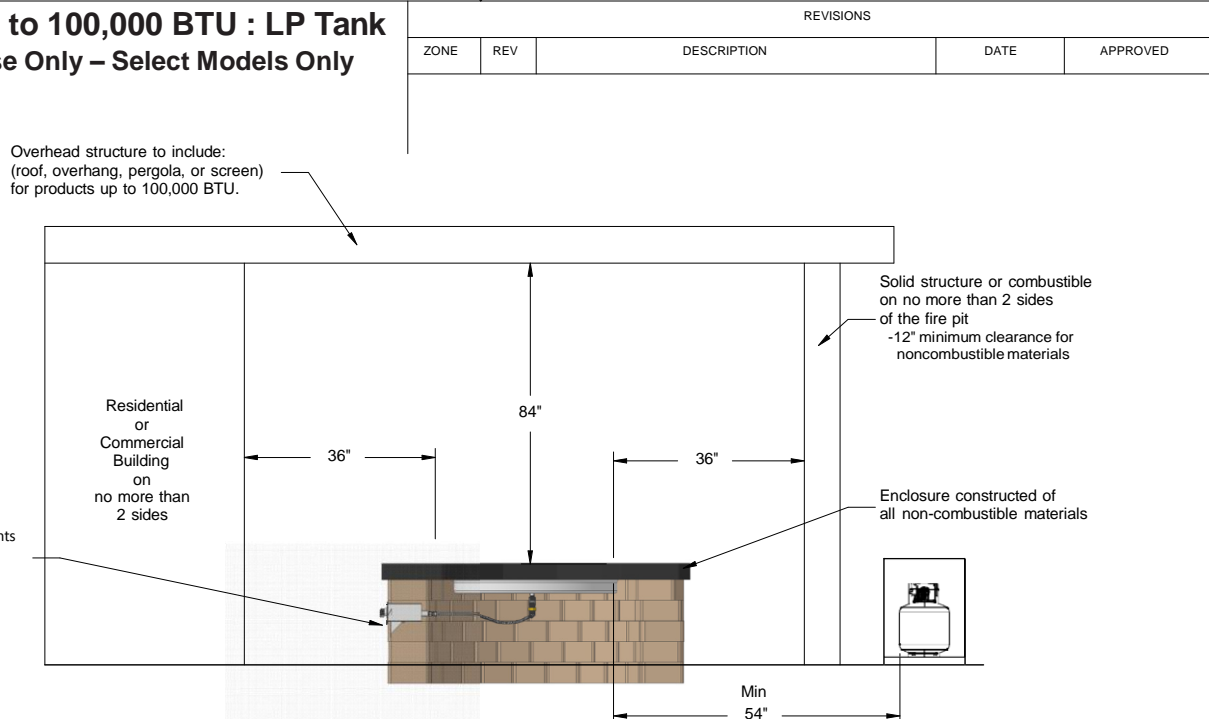 to 100,000 BTU : LP Tank
se Only – Select Models Only
REVISIONS
ZONE
REV
DESCRIPTION
DATE
APPROVED
Overhead structure to include:
(roof, overhang, pergola, or screen)
for products up to 100,000 BTU.
Solid structure or combustible
on no more than 2 sides
of the fire pit
-12" minimum clearance for
noncombustible materials
Residential
or
Commercial
Building
on
no more than
2 sides
84"
36"
36"
Enclosure constructed of
all non-combustible materials
nts
Min
54"